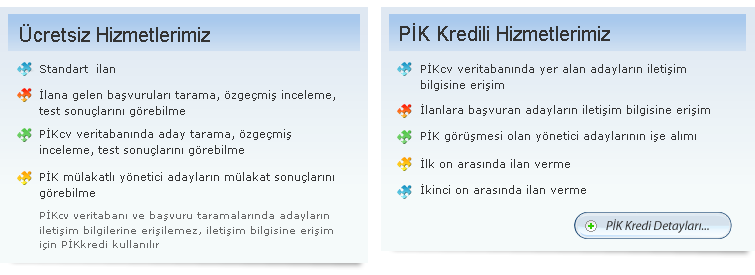 Ücretsiz Hizmetlerimiz
Standart ilan
İlana gelen başvuruları tarama, özgeçmiş inceleme,
test sonuçlarını görebilme
PİKcv veritabanında aday tarama, özgeçmiş
inceleme, test sonuçlarını görebilme
PİK mülakatlı yönetici adayların mülakat sonuçlarını
görebilme
PİKcv veritabanı ve başvuru taramalarında adayların
iletişim bilgilerine erişilemez, iletişim bilgisine erişim
için PİKkredi kullanılır
PİK Kredili Hizmetlerimiz
PİKcv veritabanında yer alan adayların iletişim
bilgisine erişim
İlanlara başvuran adayların iletişim bilgisine erişim
PİK görüşmesi olan yönetici adaylarının işe alımı
İlk on arasında ilan verme
İkinci on arasında ilan verme
PİK Kredi Detayları...